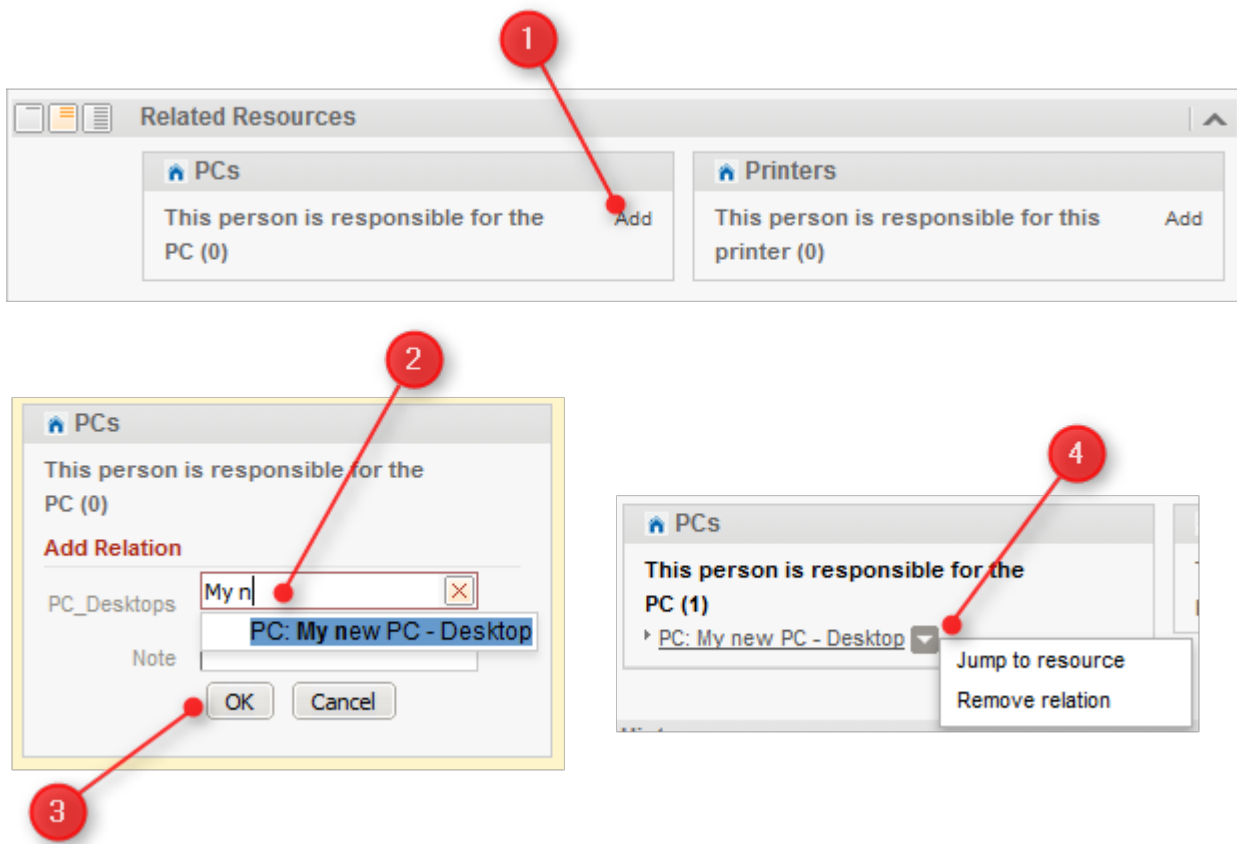 1
Related Resources
PCs
This person is responsible for the
PC (0)
Add
Printers
This person is responsible for this
printer (0)
Add
2
PCs
This person is responsible for the
PC (0)
Add Relation
PC_Desktops
My n
PC: My new PC - Desktop
Note
OK
Cancel
3
4
PCs
This person is responsible for the
PC (1)
PC: My new PC - Desktop
Jump to resource
Remove relation